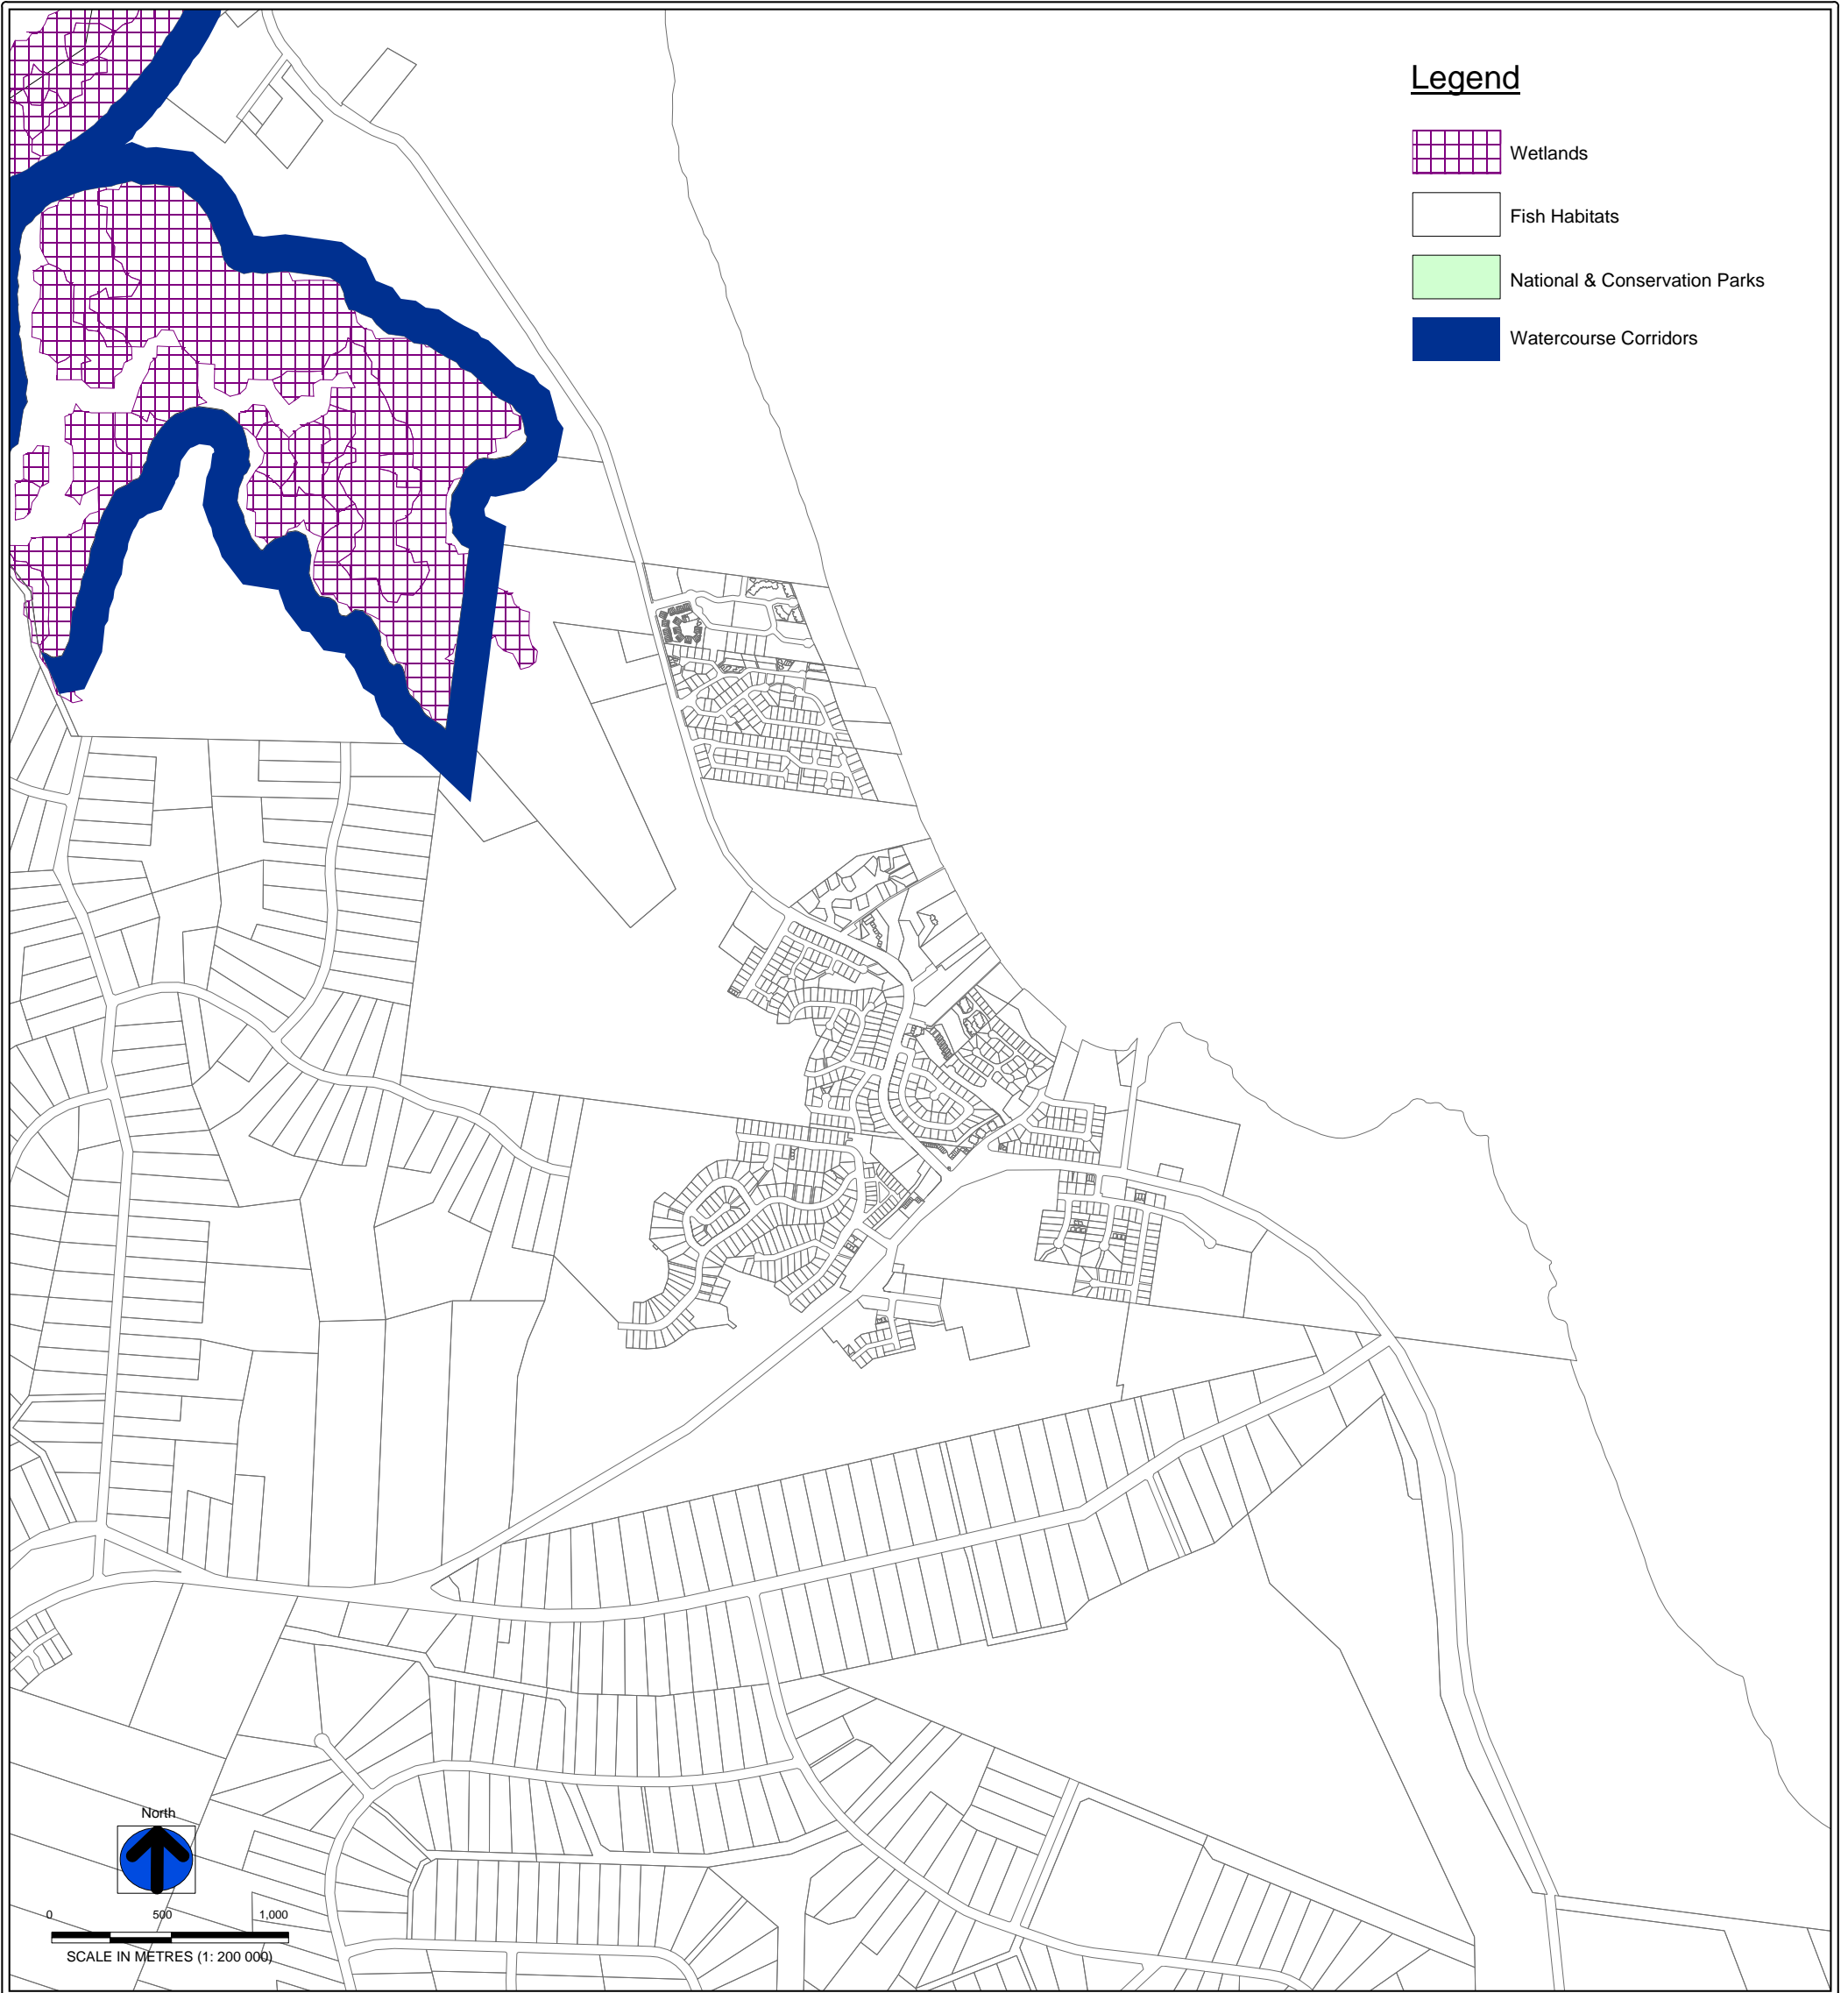 Legend
Wetlands
Fish Habitats
National & Conservation Parks
Watercourse Corridors
North
0 500 1,000
SCALE IN METRES (1: 200 000)